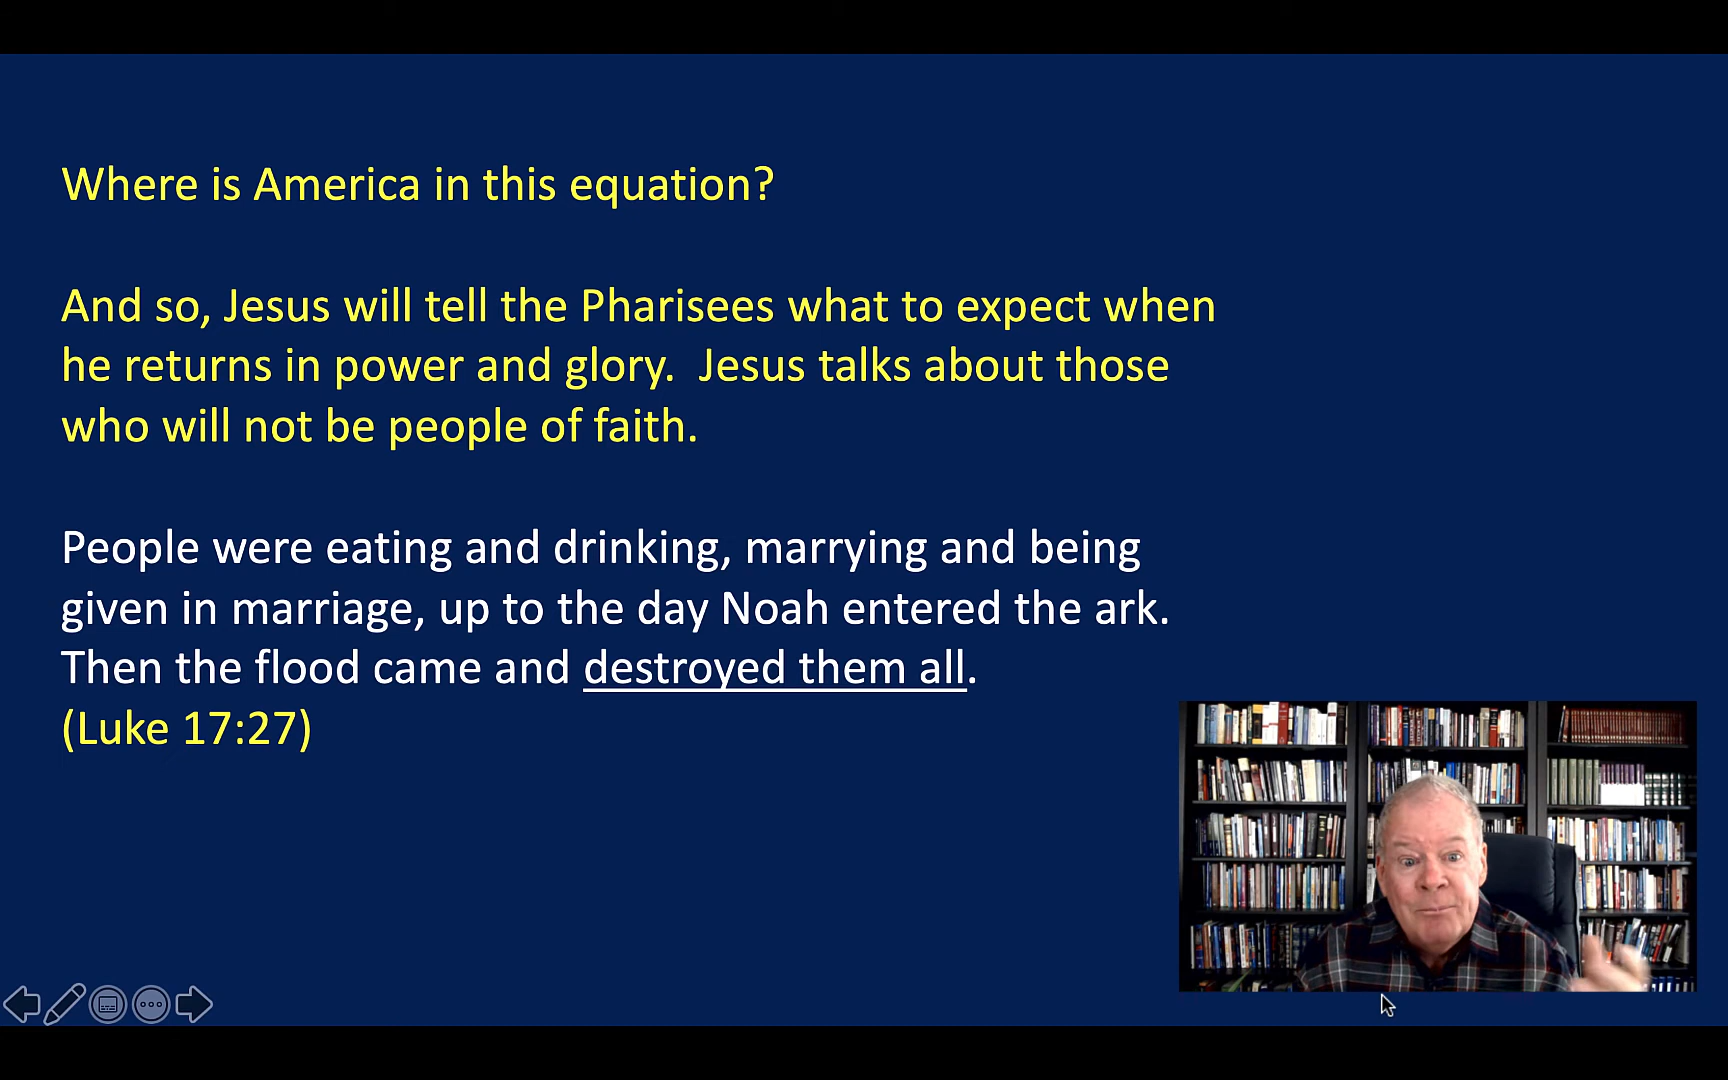 Where is America in this equation?
And so, Jesus will tell the Pharisees what to expect when
he returns in power and glory.  Jesus talks about those
who will not be people of faith.
People were eating and drinking, marrying and being
given in marriage, up to the day Noah entered the ark.
Then the flood came and destroyed them all.
(Luke 17:27)